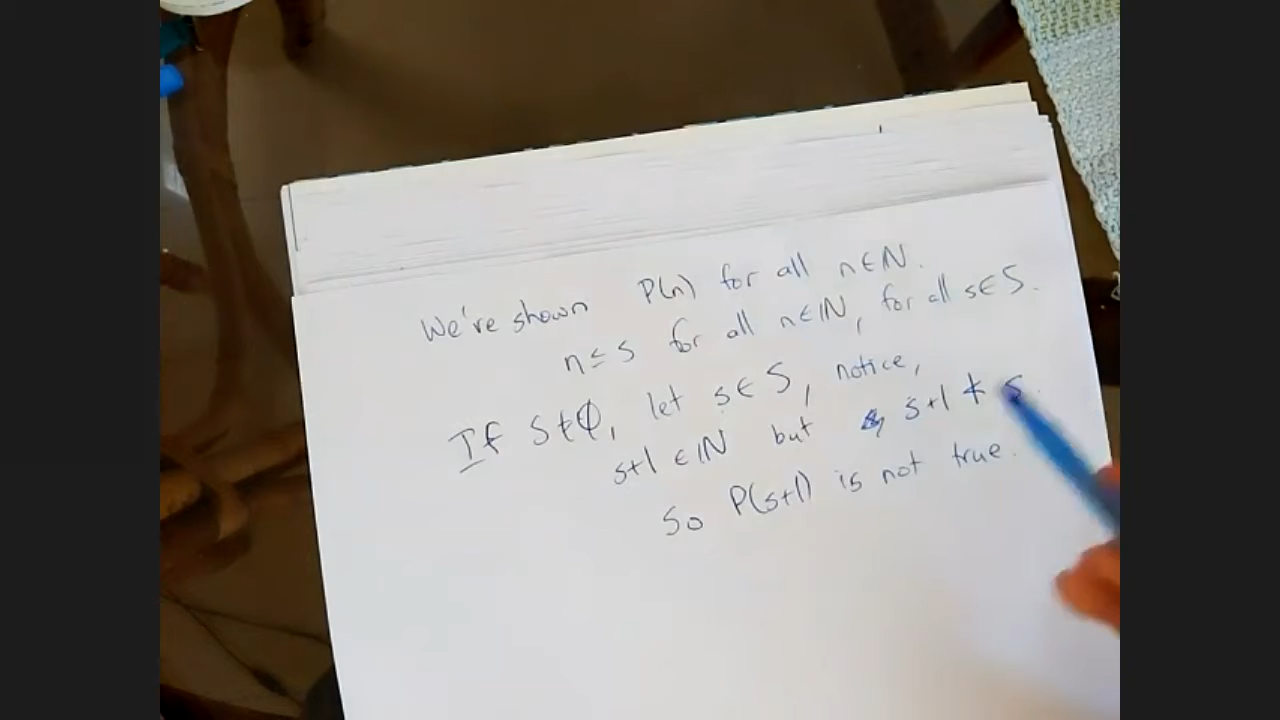 We've shown P(n) for all n∈N.
n ≤ s for all n∈ℕ, for all s∈S.
If S≠∅, let s∈S, notice,
s+1 ∈ℕ but s+1 ≰ s.
So P(s+1) is not true.